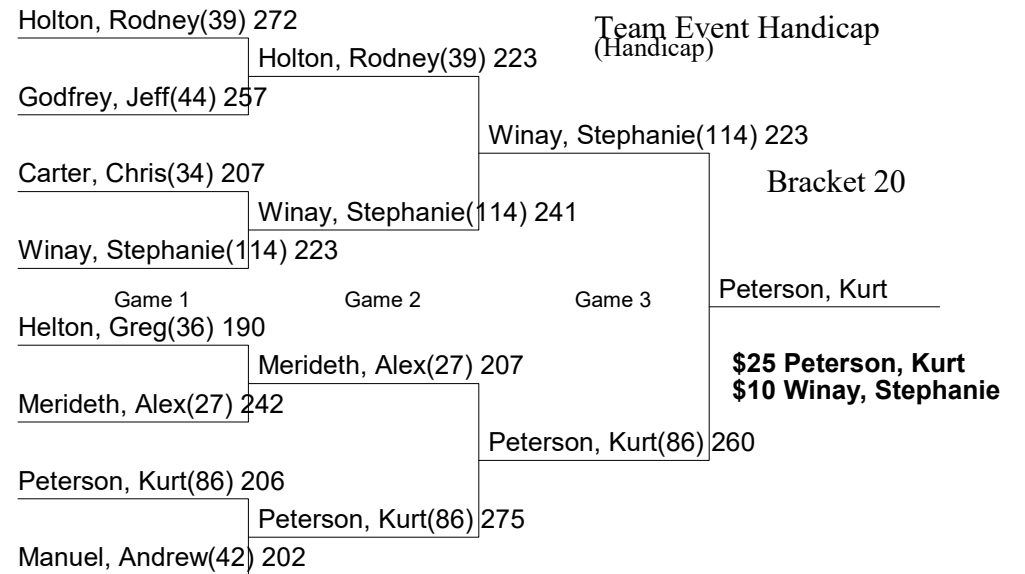 Holton, Rodney(39) 272
Team Event Handicap
(Handicap)
Holton, Rodney(39) 223
Godfrey, Jeff(44) 257
Winay, Stephanie(114) 223
Carter, Chris(34) 207
Bracket 20
Winay, Stephanie(114) 241
Winay, Stephanie(114) 223
Game 1
Game 2
Game 3
Peterson, Kurt
Helton, Greg(36) 190
Merideth, Alex(27) 207
$25 Peterson, Kurt
$10 Winay, Stephanie
Merideth, Alex(27) 242
Peterson, Kurt(86) 260
Peterson, Kurt(86) 206
Peterson, Kurt(86) 275
Manuel, Andrew(42) 202